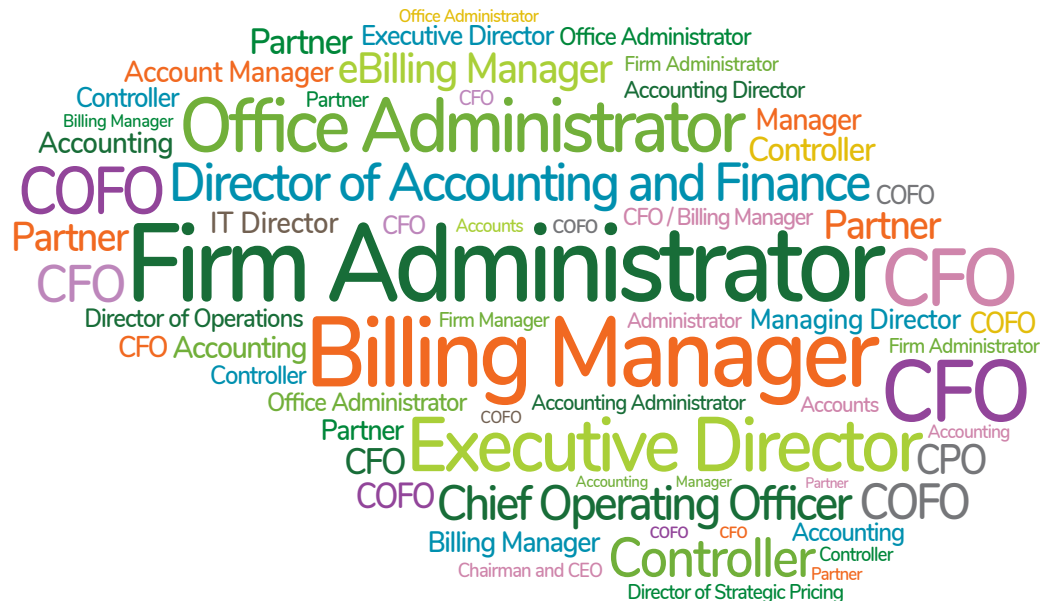 Office Administrator
Partner Executive Director Office Administrator
Account Manager eBilling Manager Firm Administrator
Controller Partner CFO Accounting Director
Billing Manager Office Administrator Manager
Accounting Controller
COFO Director of Accounting and Finance COFO
IT Director CFO Accounts COFO CFO / Billing Manager Partner
Partner Firm Administrator CFO
CFO
Director of Operations Firm Manager Administrator Managing Director COFO
CFO Accounting Billing Manager Firm Administrator
Controller CFO
Office Administrator COFO Accounting Administrator Accounts
Partner Executive Director Accounting
CFO CPO
Accounting Manager Partner
COFO Chief Operating Officer COFO
Billing Manager COFO CFO Accounting
Chairman and CEO Controller Controller
Partner
Director of Strategic Pricing